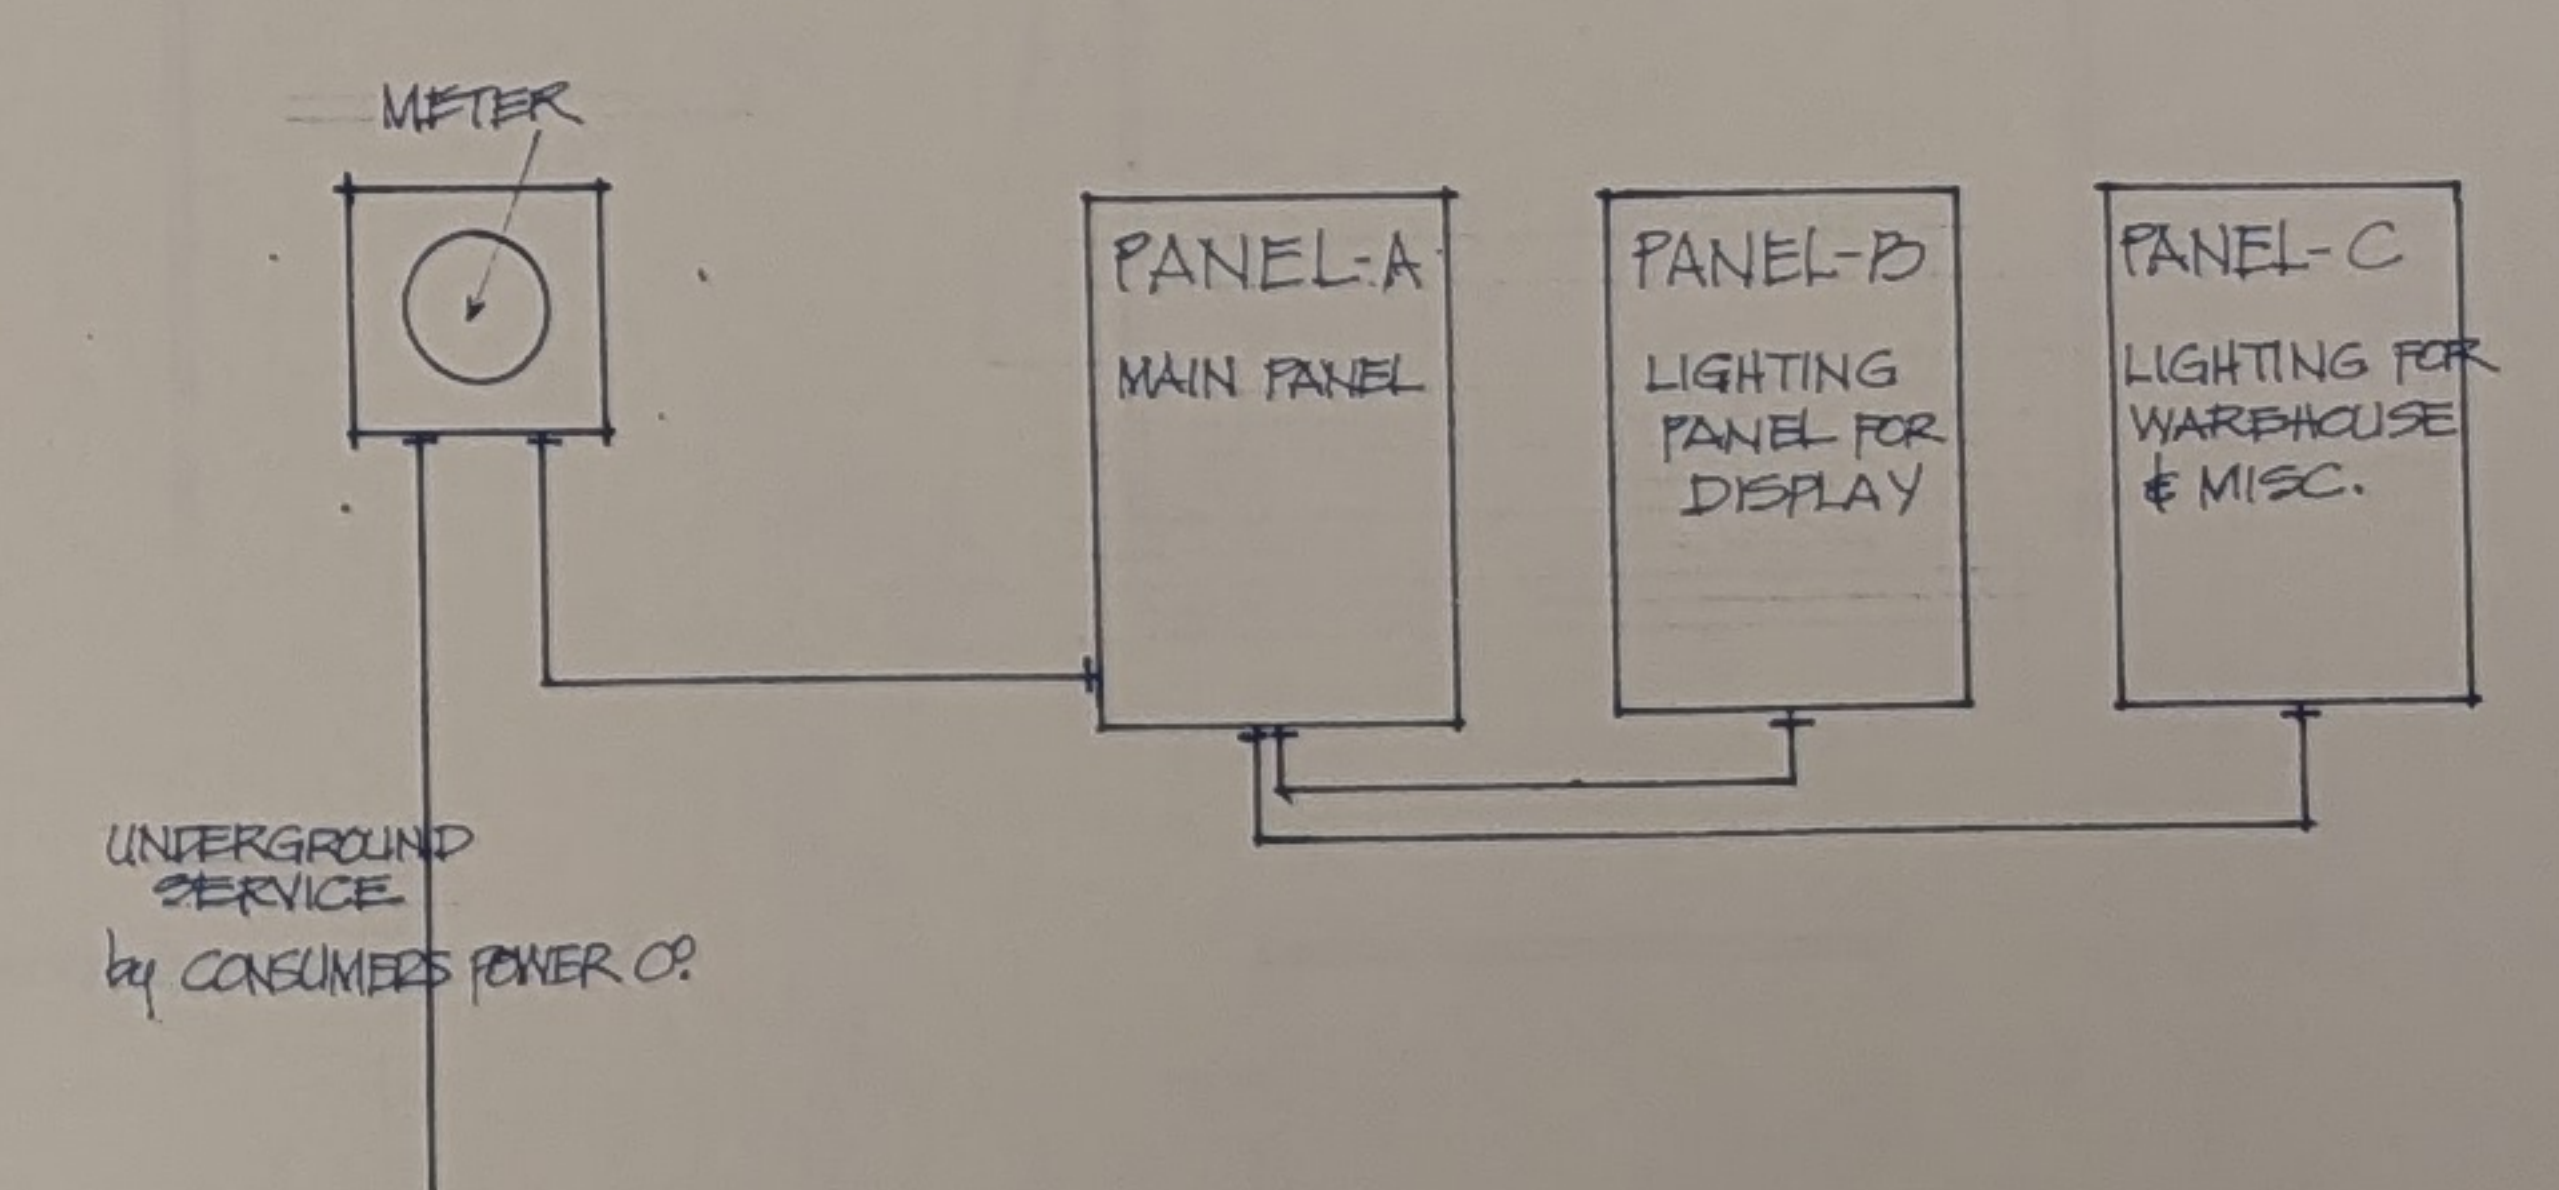 METER
PANEL-A
MAIN PANEL
PANEL-B
LIGHTING
PANEL FOR
DISPLAY
PANEL-C
LIGHTING FOR
WAREHOUSE
& MISC.
UNDERGROUND
SERVICE
by CONSUMERS POWER CO.